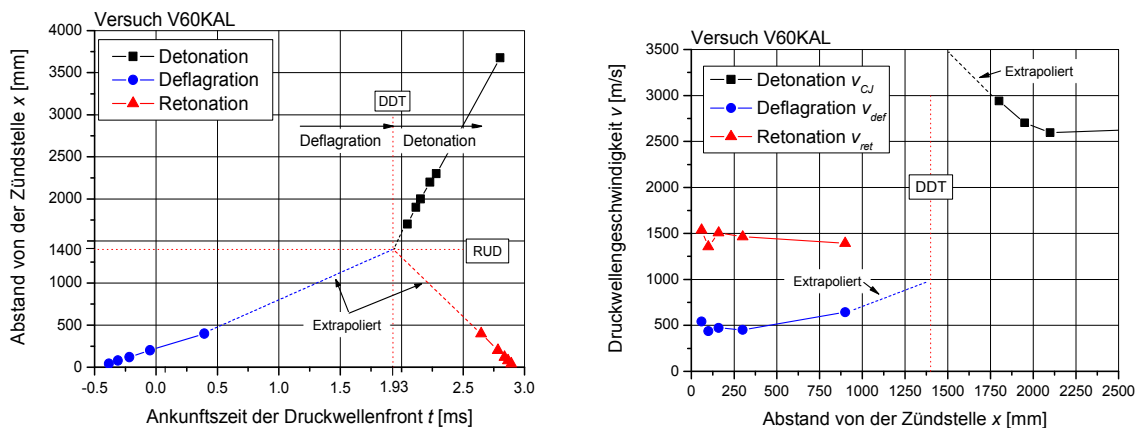 Versuch V60KAL
Abstand von der Zündstelle x [mm]
4000
3500
3000
2500
2000
1400
500
0
Detonation
Deflagration
Retonation
DDT
Deflagration
Detonation
RUD
Extrapoliert
-0.5
0.0
0.5
1.0
1.5
1.93
2.5
3.0
Ankunftszeit der Druckwellenfront t [ms]
Versuch V60KAL
Druckwellengeschwindigkeit v [m/s]
3500
3000
2500
2000
1500
1000
500
0
Detonation v_CJ
Deflagration v_def
Retonation v_ret
Extrapoliert
DDT
Extrapoliert
0
250
500
750
1000
1250
1500
1750
2000
2250
2500
Abstand von der Zündstelle x [mm]